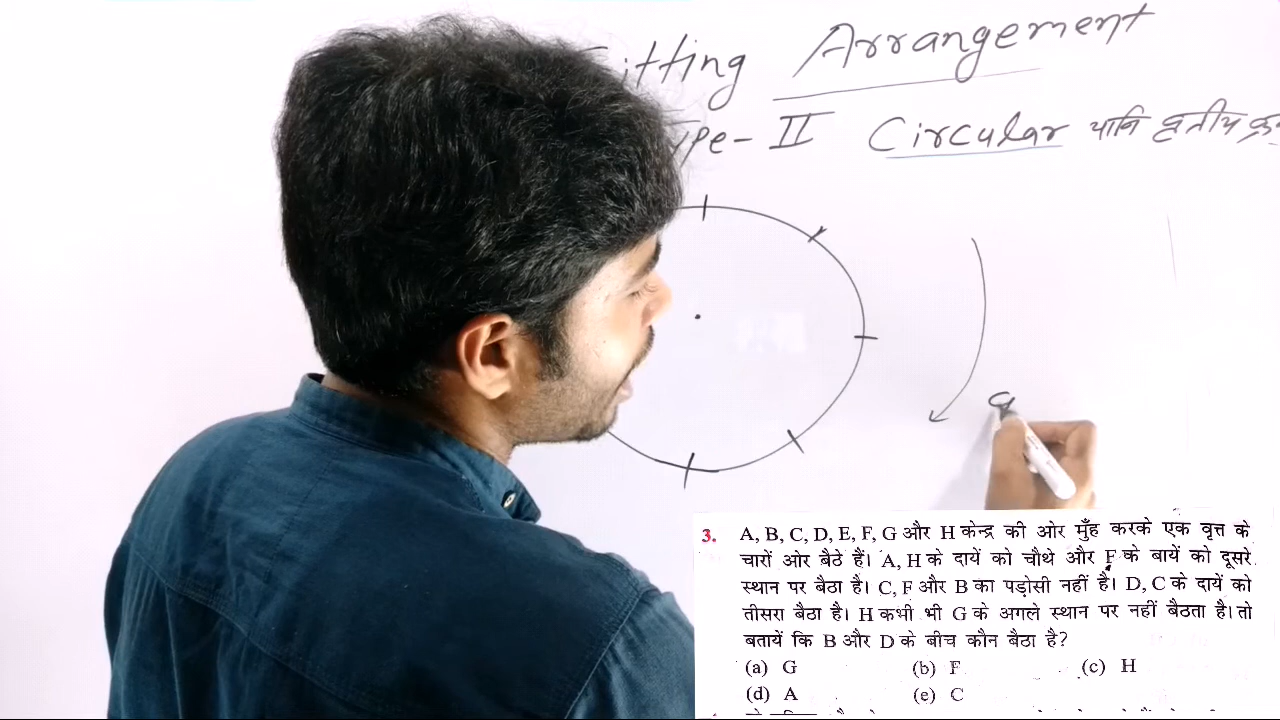 itting Arrangement
ype- II Circular यानि
3. A, B, C, D, E, F, G और H केन्द्र की ओर मुँह करके एक वृत्त के
चारों ओर बैठे हैं। A, H के दायें को चौथे और F के बायें को दूसरे
स्थान पर बैठा है। C, F और B का पड़ोसी नहीं है। D, C के दायें को
तीसरा बैठा है। H कभी भी G के अगले स्थान पर नहीं बैठता है। तो
बतायें कि B और D के बीच कौन बैठा है?
(a) G (b) F (c) H
(d) A (e) C